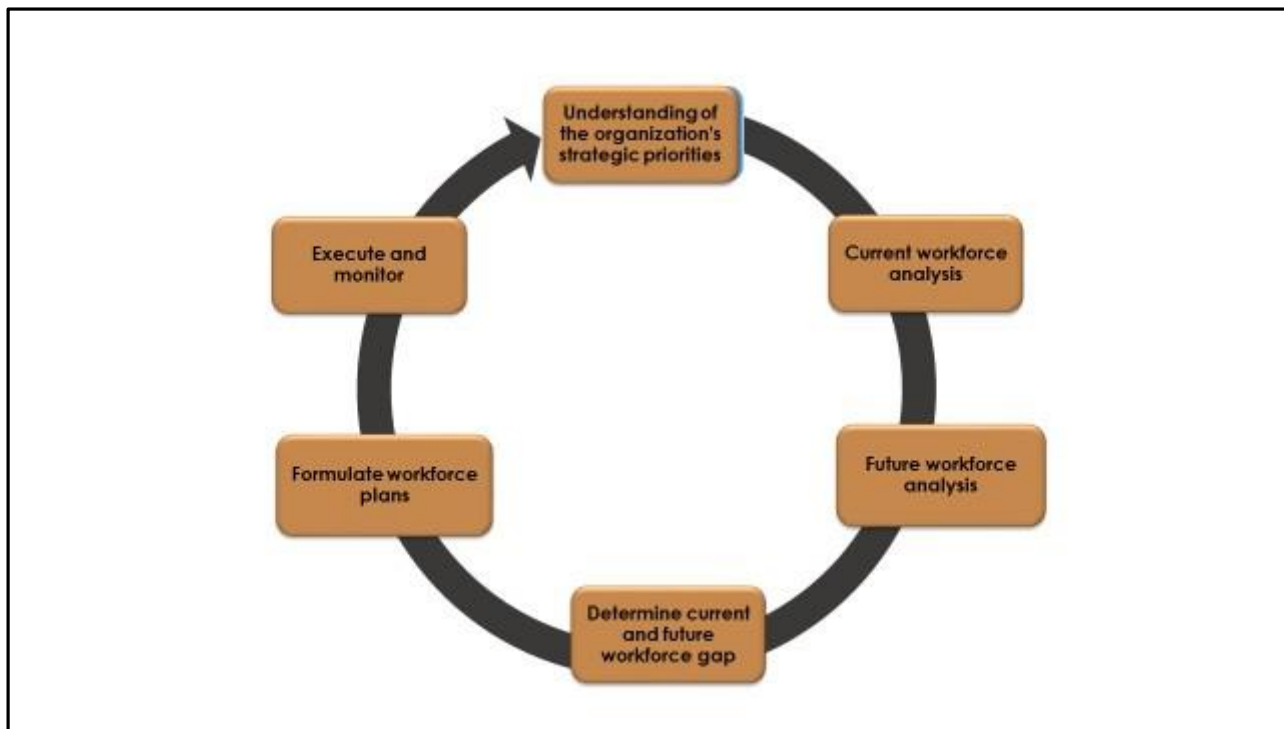 Understanding of
the organization's
strategic priorities
Current workforce
analysis
Future workforce
analysis
Determine current
and future
workforce gap
Formulate workforce
plans
Execute and
monitor